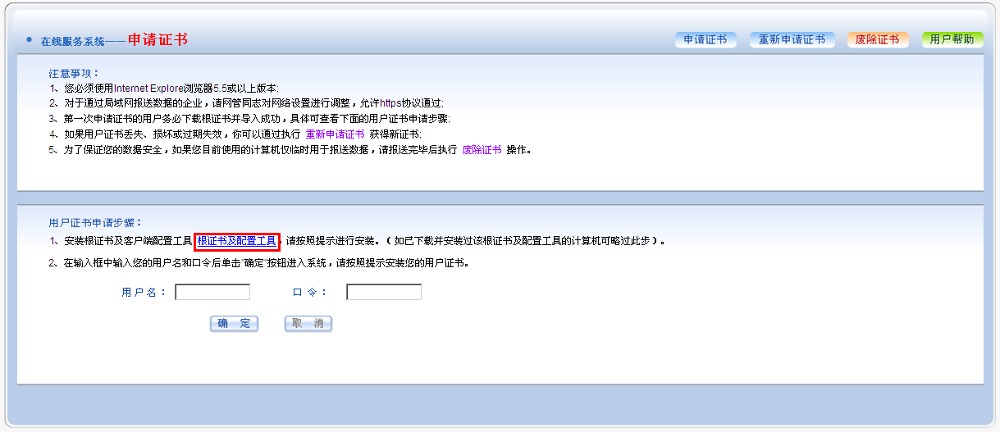 在线服务系统——申请证书
申请证书 重新申请证书 废除证书 用户帮助
注意事项：
1、您必须使用Internet Explore浏览器5.5或以上版本;
2、对于通过局域网报送数据的企业，请网管同志对网络设置进行调整，允许https协议通过;
3、第一次申请证书的用户务必下载根证书并导入成功，具体可查看下面的用户证书申请步骤;
4、如果用户证书丢失、损坏或过期失效，你可以通过执行 重新申请证书 获得新证书;
5、为了保证您的数据安全，如果您目前使用的计算机仅临时用于报送数据，请报送完毕后执行 废除证书 操作。
用户证书申请步骤：
1、安装根证书及客户端配置工具 根证书及配置工具，请按照提示进行安装。（如已下载并安装过该根证书及配置工具的计算机可略过此步）。
2、在输入框中输入您的用户名和口令后单击"确定"按钮进入系统，请按照提示安装您的用户证书。
用户名： 口令：
确 定 取 消